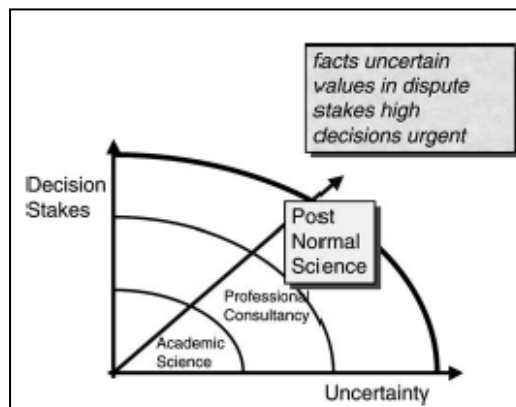 facts uncertain
values in dispute
stakes high
decisions urgent
Decision
Stakes
Post
Normal
Science
Professional
Consultancy
Academic
Science
Uncertainty